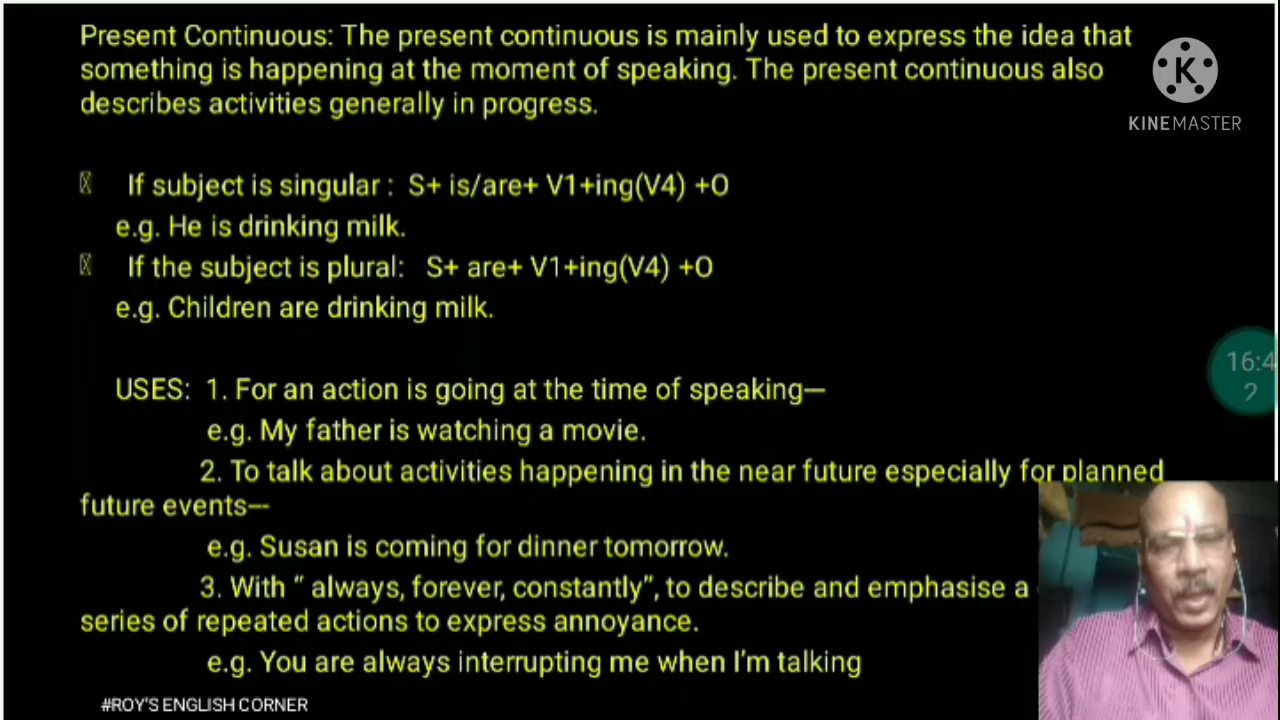 Present Continuous: The present continuous is mainly used to express the idea that
something is happening at the moment of speaking. The present continuous also
describes activities generally in progress.
KINEMASTER
If subject is singular : S+ is/are+ V1+ing(V4) +O
e.g. He is drinking milk.
If the subject is plural: S+ are+ V1+ing(V4) +O
e.g. Children are drinking milk.
16:4
2
USES: 1. For an action is going at the time of speaking—
e.g. My father is watching a movie.
2. To talk about activities happening in the near future especially for planned
future events—
e.g. Susan is coming for dinner tomorrow.
3. With “ always, forever, constantly”, to describe and emphasise a
series of repeated actions to express annoyance.
e.g. You are always interrupting me when I’m talking
#ROY'S ENGLISH CORNER